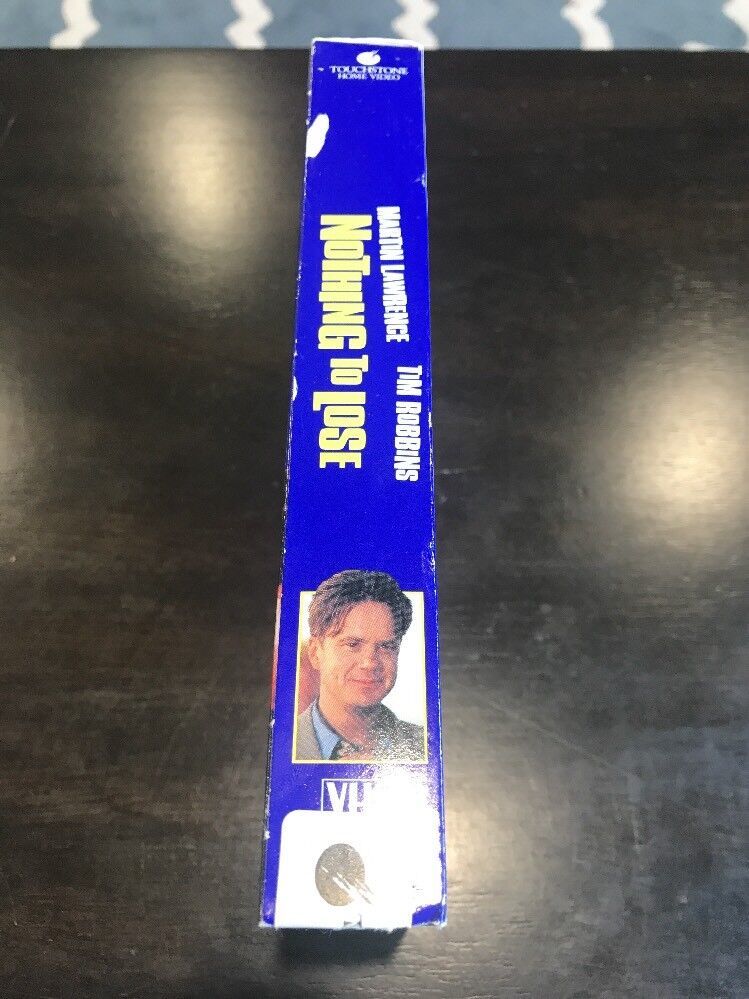 TOUCHSTONE
HOME VIDEO
MARTIN LAWRENCE TIM ROBBINS
NOTHING TO LOSE